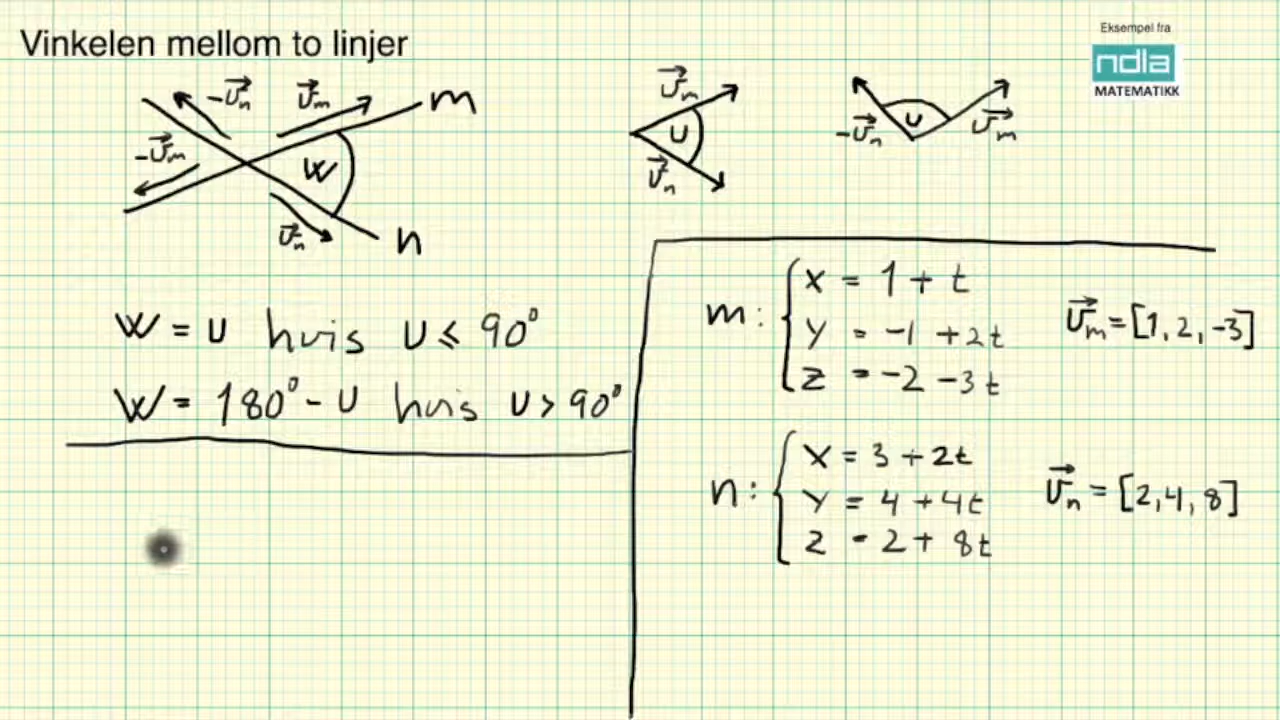 Vinkelen mellom to linjer
Eksempel fra
ndla
MATEMATIKK
-v⃗n
v⃗m
m
-v⃗m
W
v⃗n
n
v⃗m
u
v⃗n
-v⃗n
u
v⃗m
W = u hvis u ≤ 90°
W = 180° - u hvis u > 90°
m: { x = 1 + t
y = -1 + 2t
z = -2 - 3t
v⃗m = [1, 2, -3]
n: { x = 3 + 2t
y = 4 + 4t
z = 2 + 8t
v⃗n = [2, 4, 8]